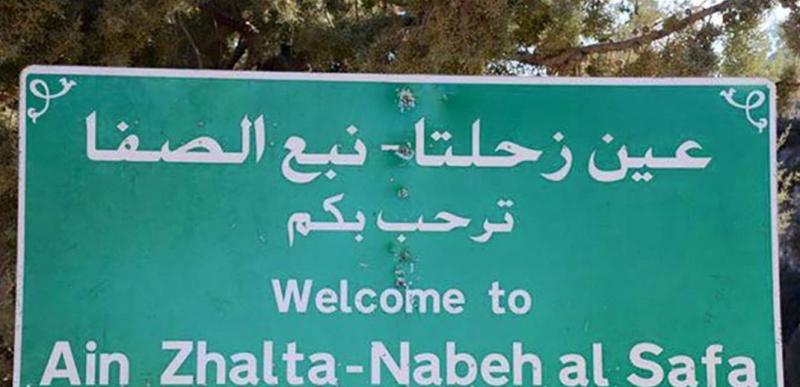 عين زحلتا - نبع الصفا
ترحب بكم
Welcome to
Ain Zhalta-Nabeh al Safa